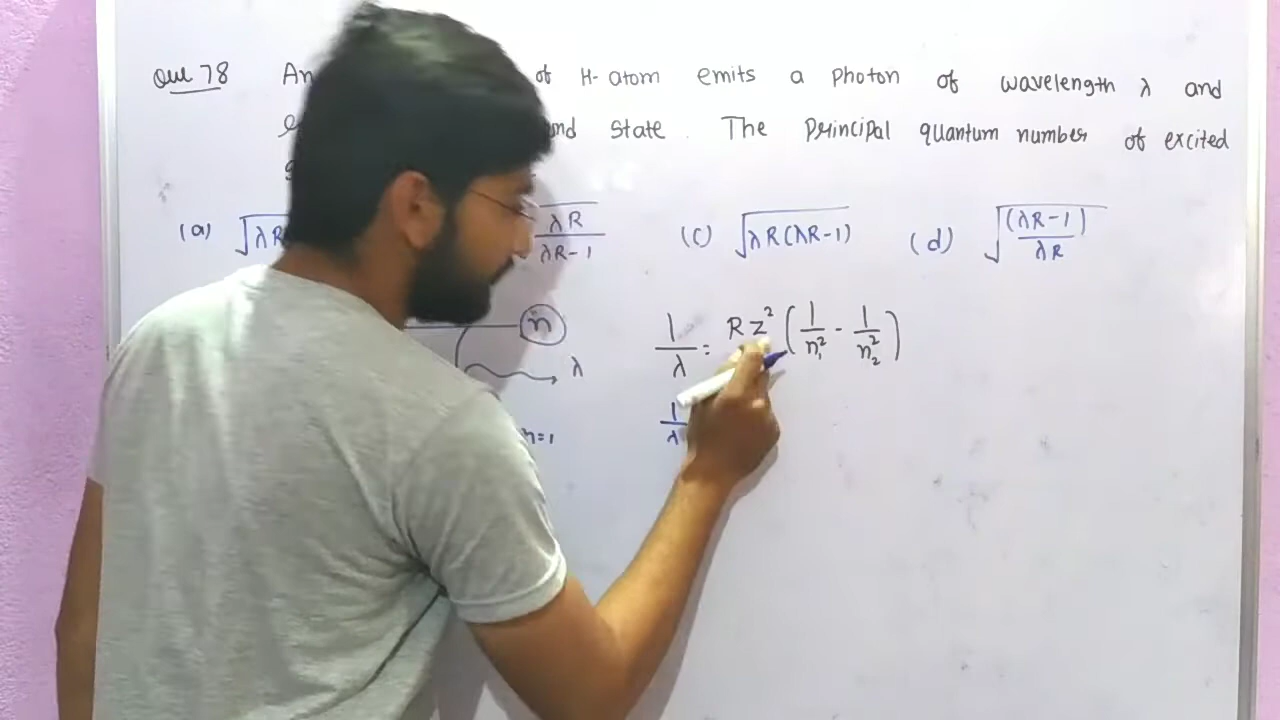 Que 78 An of H-atom emits a photon of wavelength λ and
state. The principal quantum number of excited
(a) √λR √λR/λR-1 (c) √λR(λR-1) (d) √(λR-1)/λR
n 1/λ = RZ² (1/n₁² - 1/n₂²)
λ
n=1 1/λ